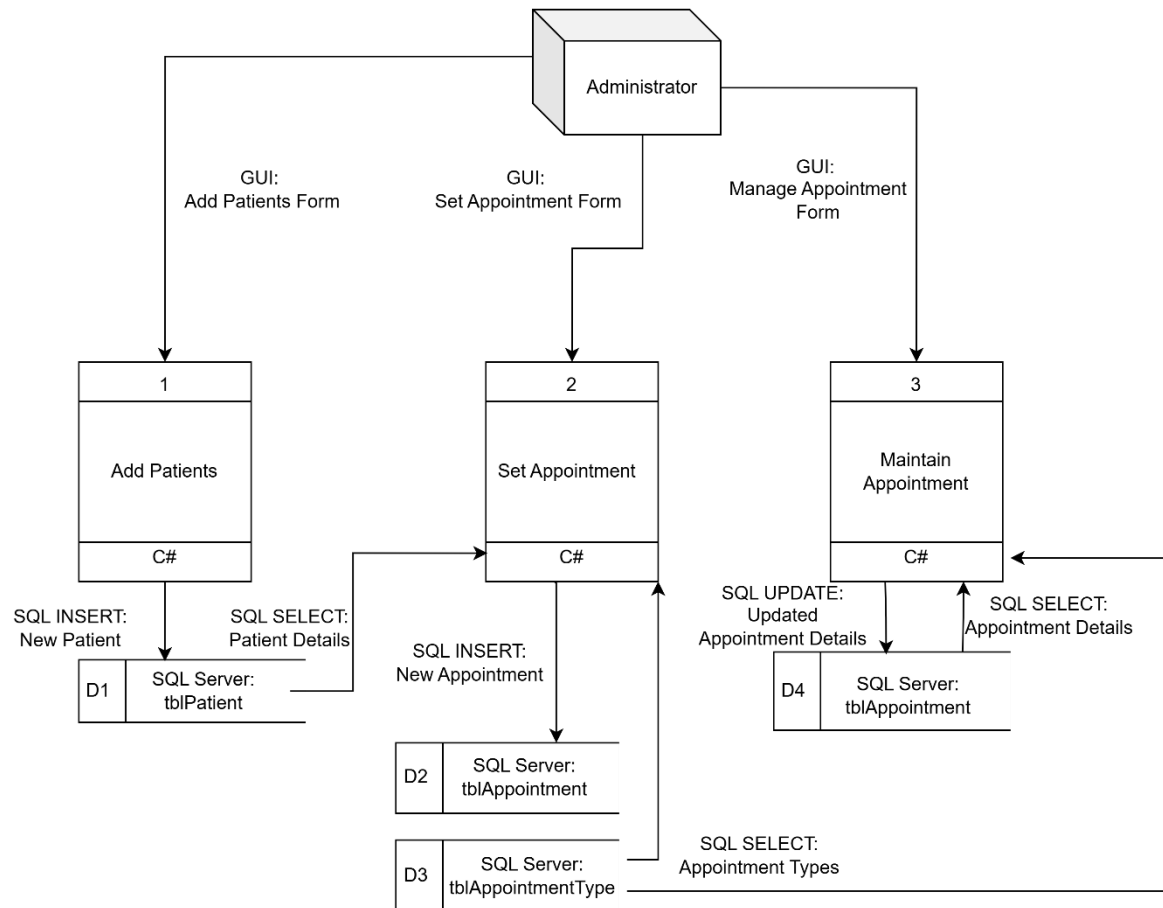 Administrator
GUI:
Add Patients Form
GUI:
Set Appointment Form
GUI:
Manage Appointment
Form
1
Add Patients
C#
2
Set Appointment
C#
3
Maintain
Appointment
C#
SQL INSERT:
New Patient
SQL SELECT:
Patient Details
SQL INSERT:
New Appointment
SQL UPDATE:
Updated
Appointment Details
SQL SELECT:
Appointment Details
D1
SQL Server:
tblPatient
D4
SQL Server:
tblAppointment
D2
SQL Server:
tblAppointment
D3
SQL Server:
tblAppointmentType
SQL SELECT:
Appointment Types